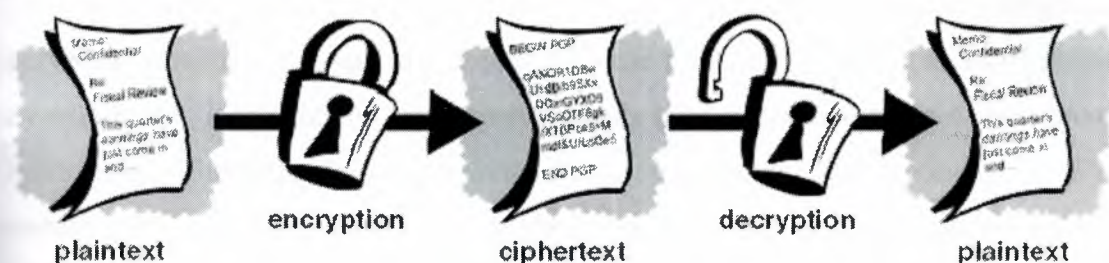 Memo
Confidential
Re:
Fiscal Review
This quarter's
earnings have
just come in
and ...
encryption
plaintext
BEGIN PGP
END PGP
ciphertext
decryption
Memo
Confidential
Re:
Fiscal Review
This quarter's
earnings have
just come in
and ...
plaintext